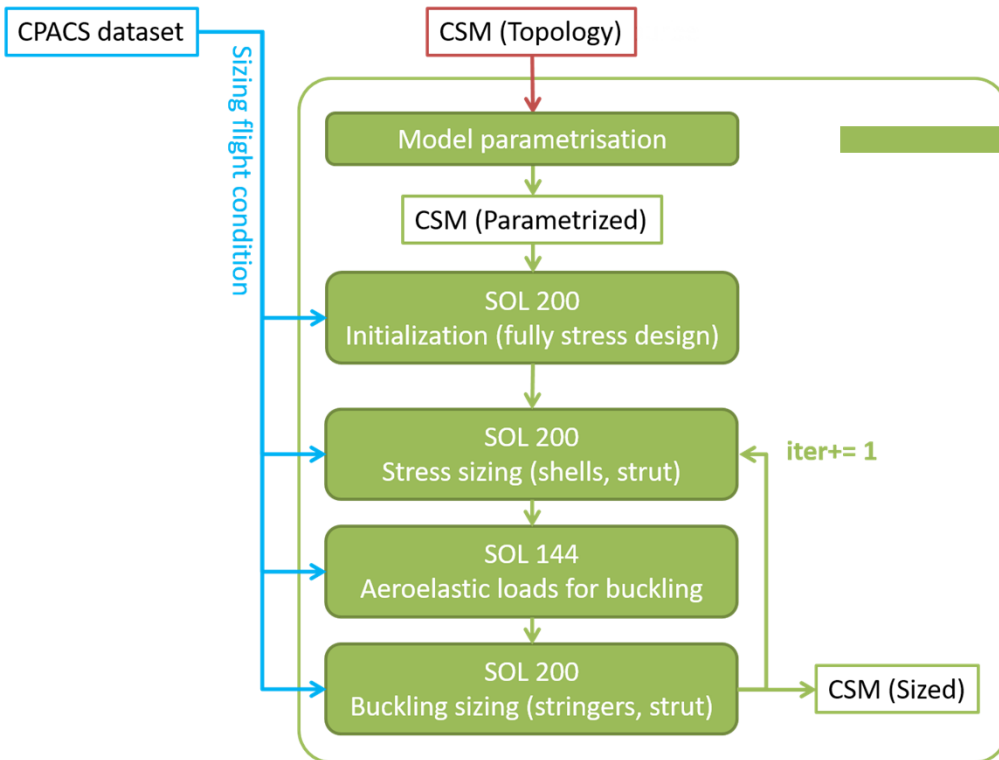 CPACS dataset
CSM (Topology)
Sizing flight condition
Model parametrisation
CSM (Parametrized)
SOL 200
Initialization (fully stress design)
SOL 200
Stress sizing (shells, strut)
iter+= 1
SOL 144
Aeroelastic loads for buckling
SOL 200
Buckling sizing (stringers, strut)
CSM (Sized)